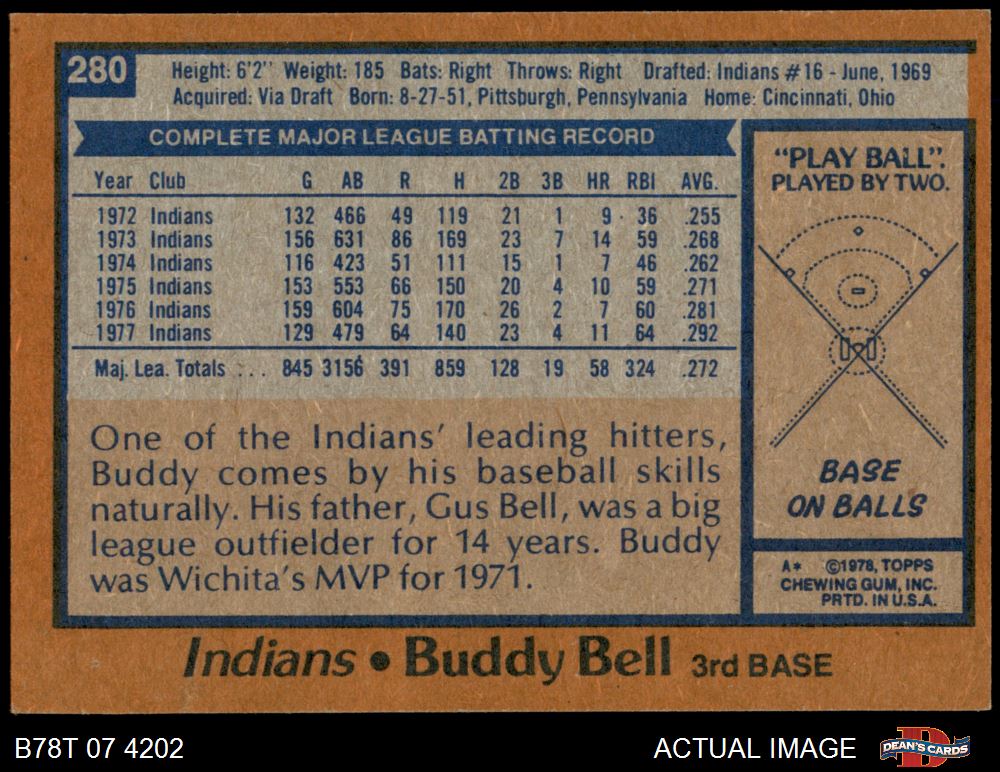 280
Height: 6'2" Weight: 185 Bats: Right Throws: Right Drafted: Indians #16 - June, 1969
Acquired: Via Draft Born: 8-27-51, Pittsburgh, Pennsylvania Home: Cincinnati, Ohio
COMPLETE MAJOR LEAGUE BATTING RECORD
Year Club G AB R H 2B 3B HR RBI AVG.
1972 Indians 132 466 49 119 21 1 9 36 .255
1973 Indians 156 631 86 169 23 7 14 59 .268
1974 Indians 116 423 51 111 15 1 7 46 .262
1975 Indians 153 553 66 150 20 4 10 59 .271
1976 Indians 159 604 75 170 26 2 7 60 .281
1977 Indians 129 479 64 140 23 4 11 64 .292
Maj. Lea. Totals ... 845 3156 391 859 128 19 58 324 .272
One of the Indians' leading hitters,
Buddy comes by his baseball skills
naturally. His father, Gus Bell, was a big
league outfielder for 14 years. Buddy
was Wichita's MVP for 1971.
"PLAY BALL".
PLAYED BY TWO.
BASE
ON BALLS
A* ©1978, TOPPS
CHEWING GUM, INC.
PRTD. IN U.S.A.
Indians • Buddy Bell 3rd BASE
B78T 07 4202
ACTUAL IMAGE
D
DEAN'S CARDS